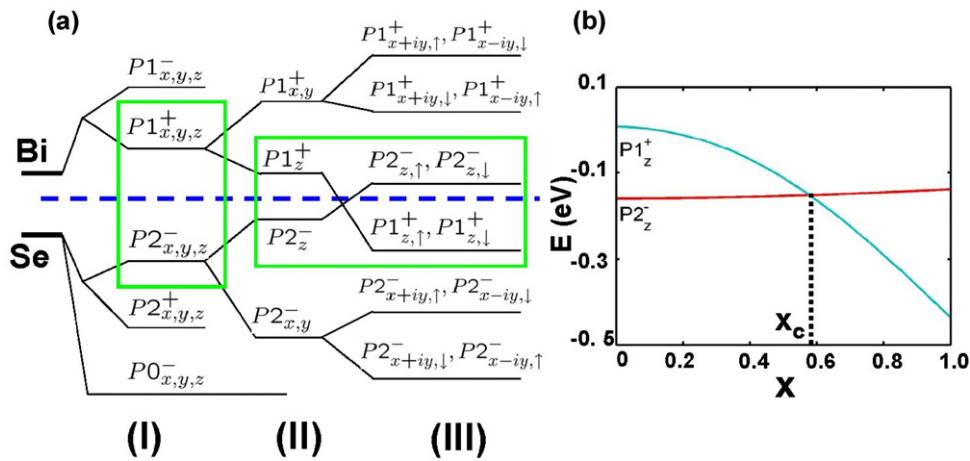 (a)
Bi
Se
P1⁻x,y,z
P1⁺x,y,z
P2⁻x,y,z
P2⁺x,y,z
P0⁻x,y,z
P1⁺x,y
P1⁺z
P2⁻z
P2⁻x,y
P1⁺x+iy,↑, P1⁺x−iy,↓
P1⁺x+iy,↓, P1⁺x−iy,↑
P2⁻z,↑, P2⁻z,↓
P1⁺z,↑, P1⁺z,↓
P2⁻x+iy,↑, P2⁻x−iy,↓
P2⁻x+iy,↓, P2⁻x−iy,↑
(I) (II) (III)
(b)
E (eV)
0.1
-0.1
-0.3
-0.5
P1⁺z
P2⁻z
xc
0 0.2 0.4 0.6 0.8 1.0
x